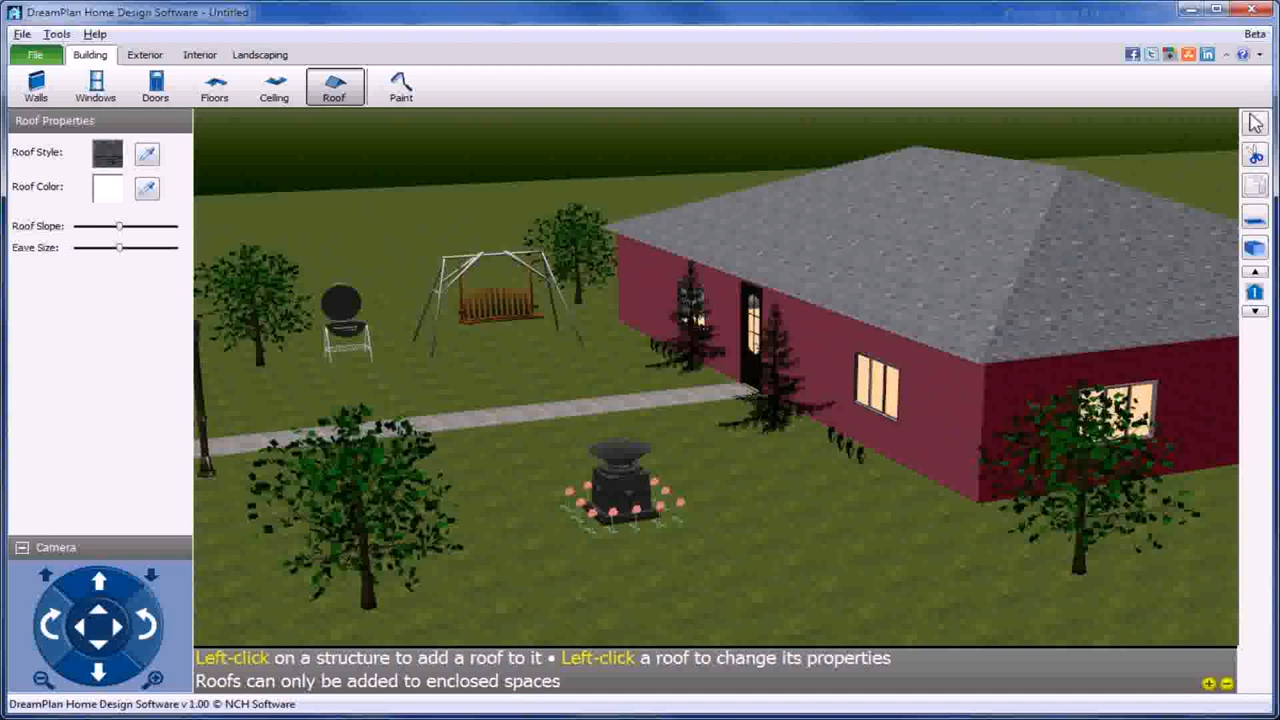 DreamPlan Home Design Software - Untitled
File Tools Help Beta
File Building Exterior Interior Landscaping
Walls Windows Doors Floors Ceiling Roof Paint
Roof Properties
Roof Style:
Roof Color:
Roof Slope:
Eave Size:
Camera
Left-click on a structure to add a roof to it • Left-click a roof to change its properties
Roofs can only be added to enclosed spaces
DreamPlan Home Design Software v 1.00 © NCH Software